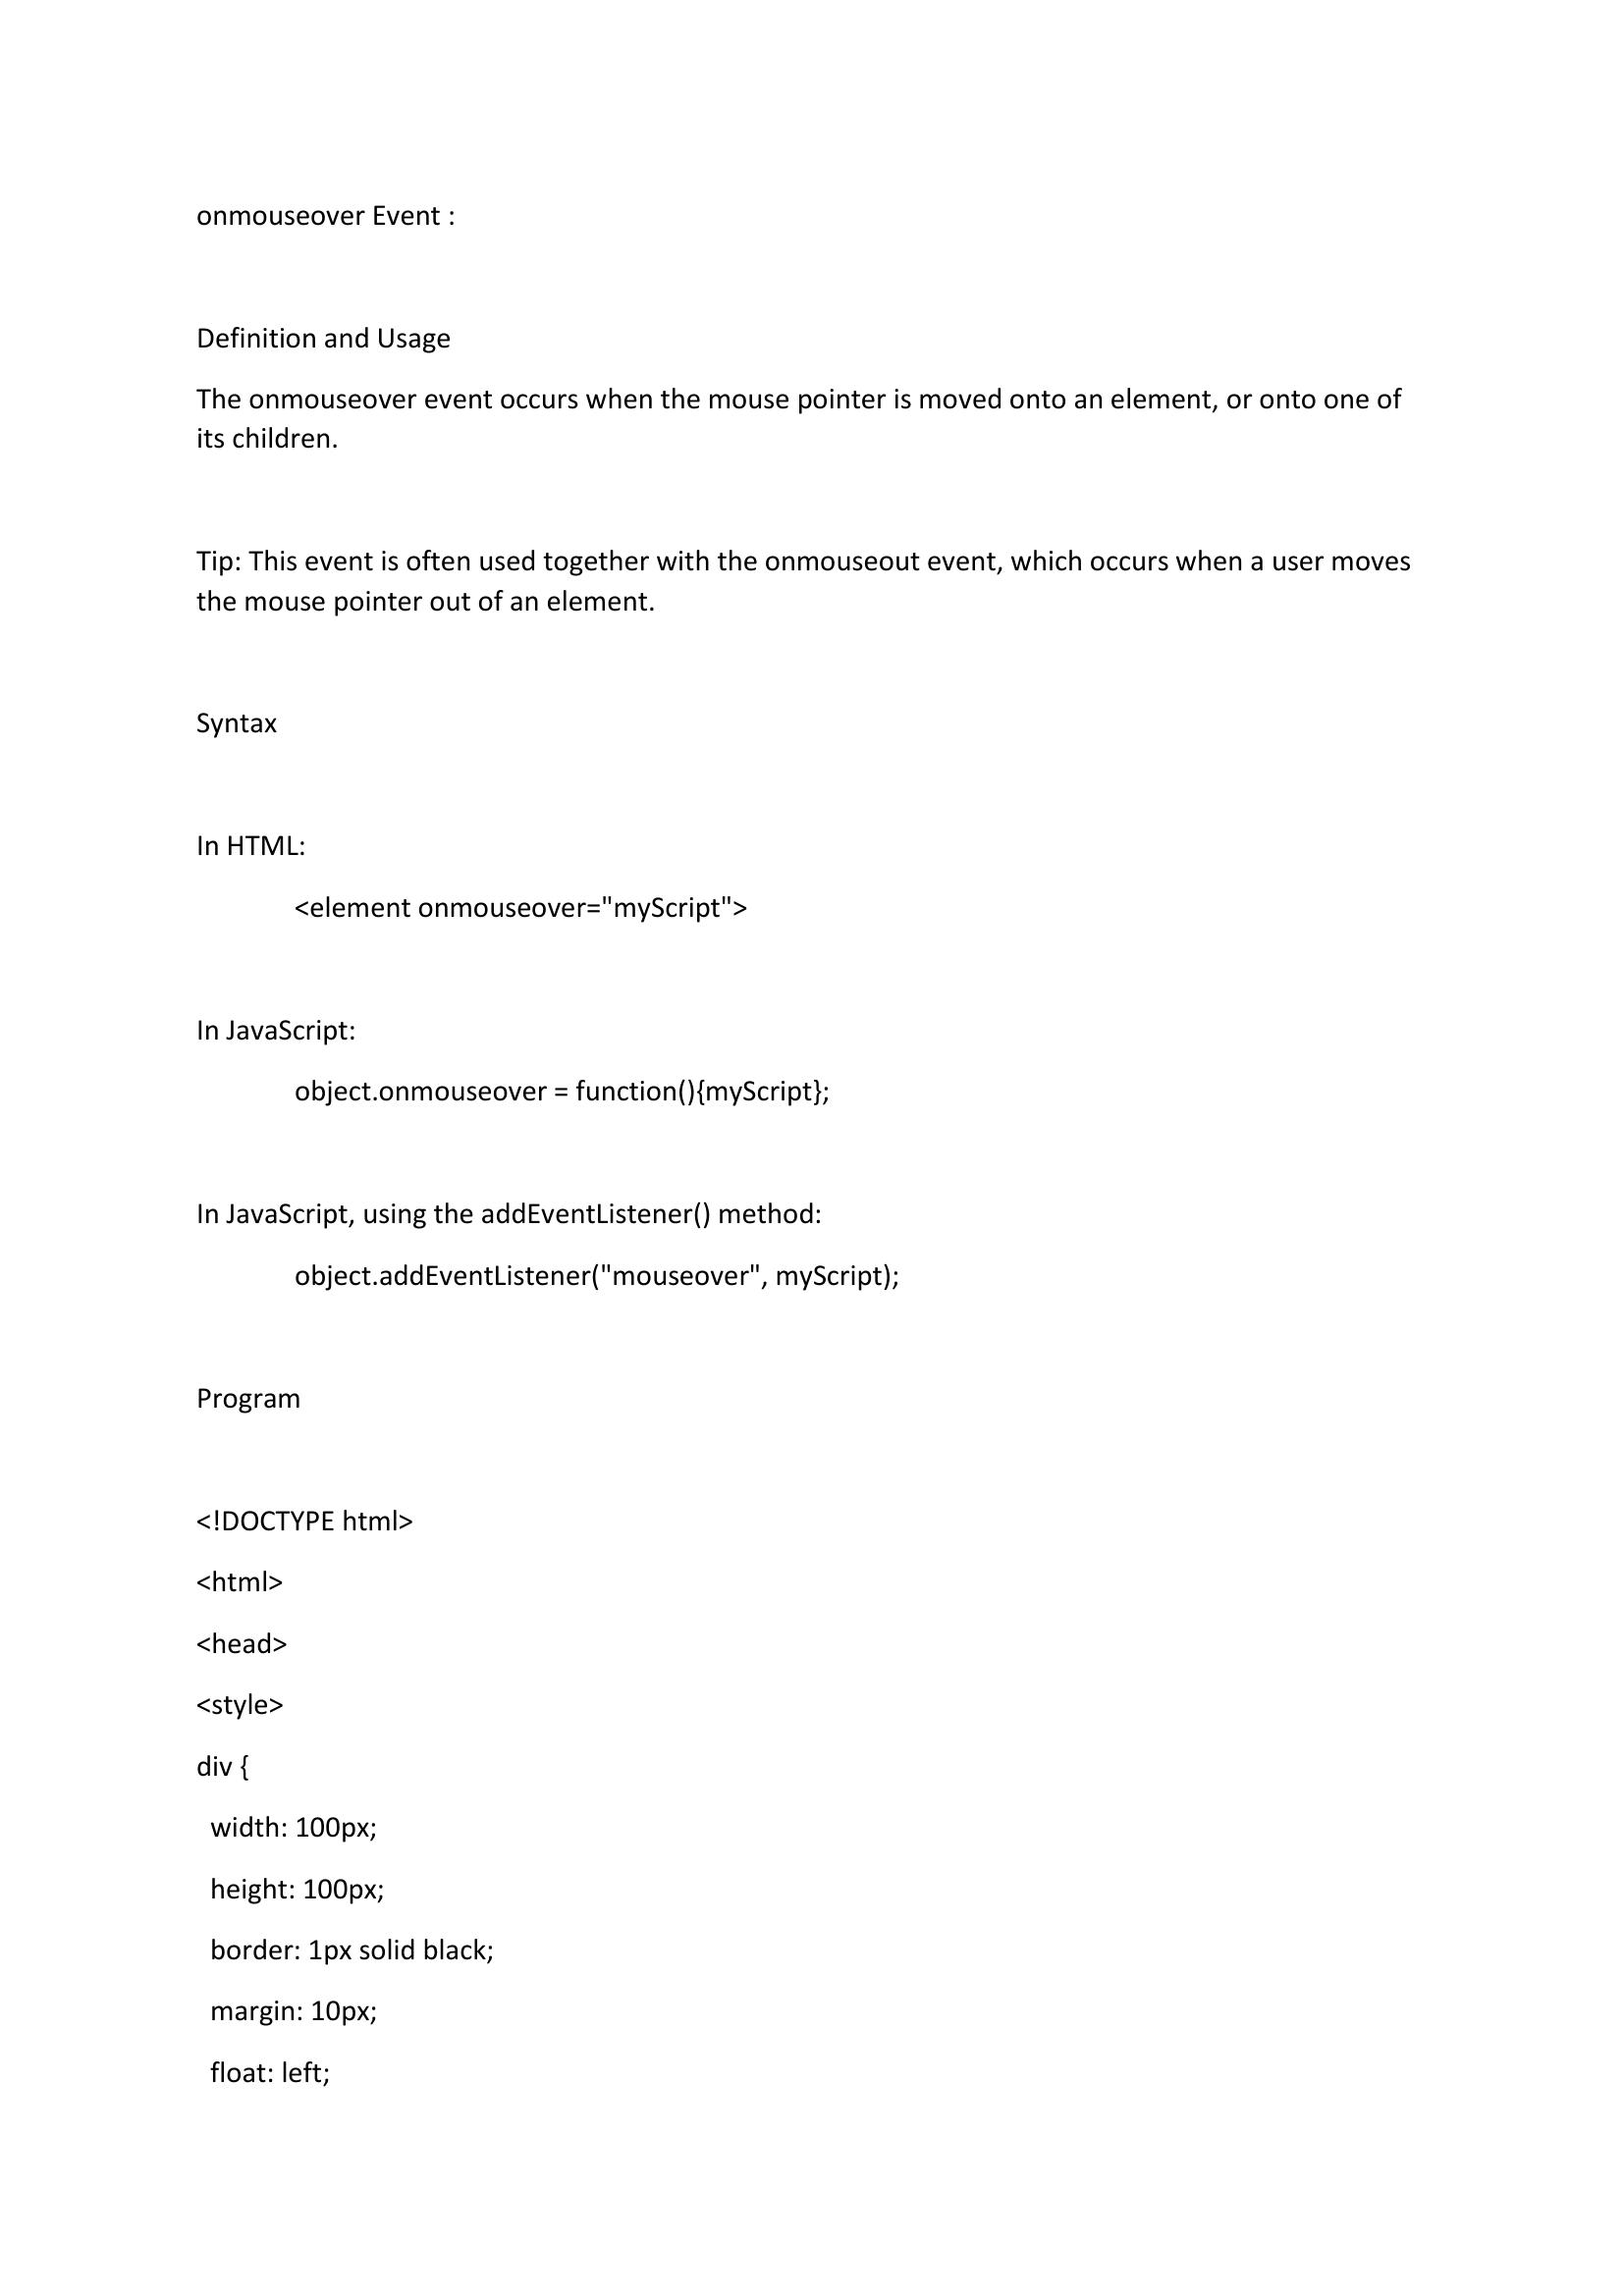 onmouseover Event :
Definition and Usage
The onmouseover event occurs when the mouse pointer is moved onto an element, or onto one of
its children.
Tip: This event is often used together with the onmouseout event, which occurs when a user moves
the mouse pointer out of an element.
Syntax
In HTML:
<element onmouseover="myScript">
In JavaScript:
object.onmouseover = function(){myScript};
In JavaScript, using the addEventListener() method:
object.addEventListener("mouseover", myScript);
Program
<!DOCTYPE html>
<html>
<head>
<style>
div {
  width: 100px;
  height: 100px;
  border: 1px solid black;
  margin: 10px;
  float: left;